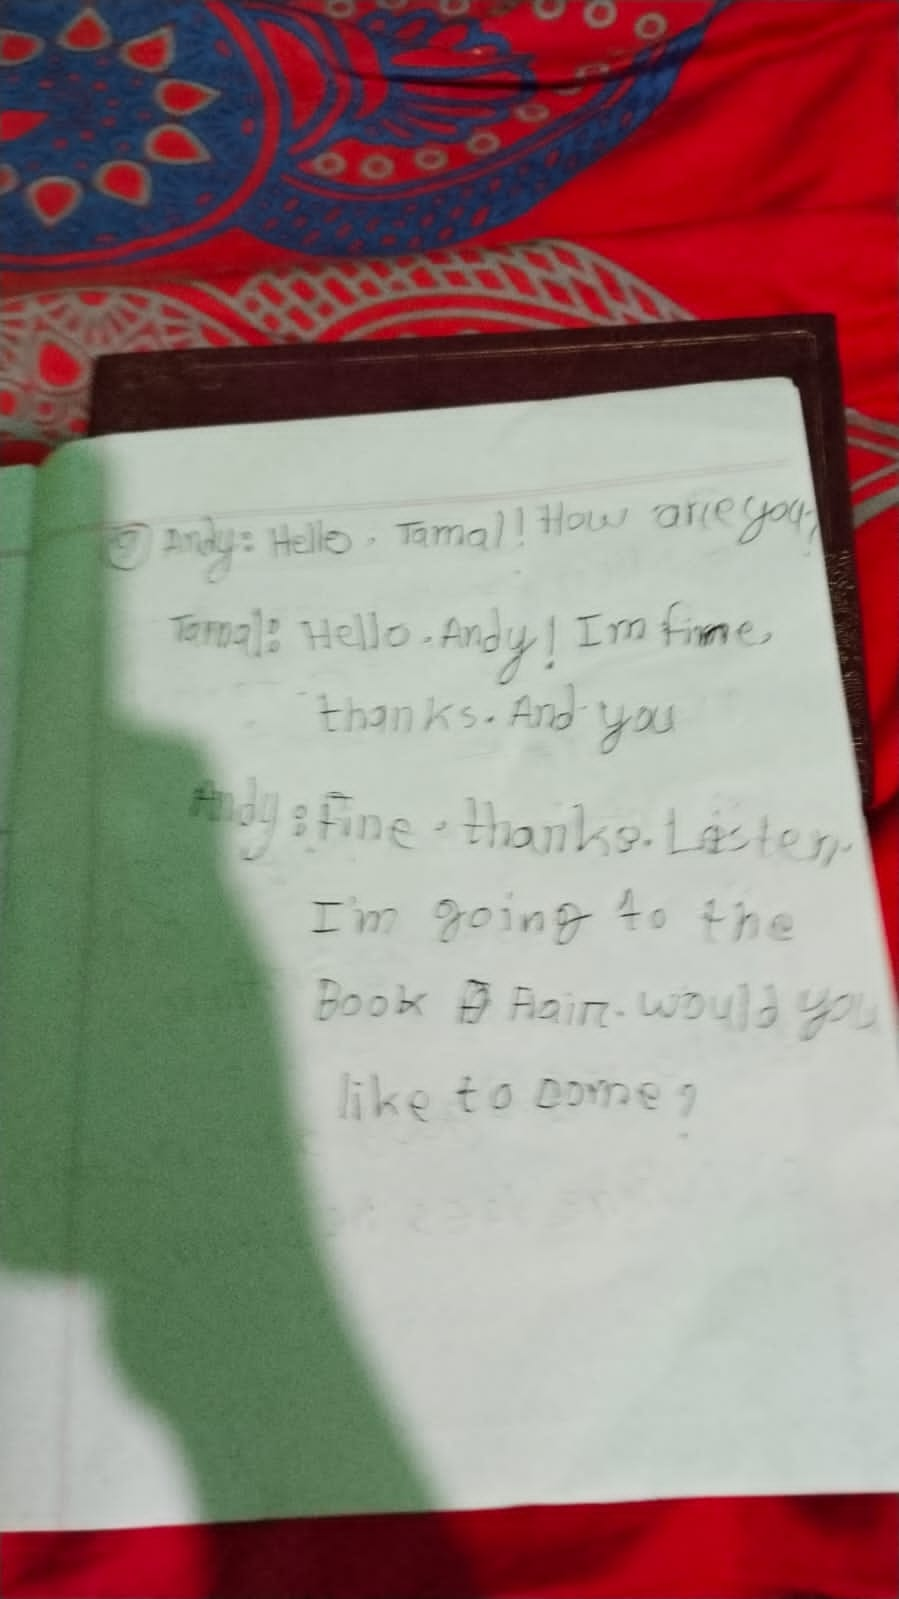 ৩ Andy: Hello, Tamal! How are you?
Tamal: Hello, Andy! I'm fine,
thanks. And you
Andy: Fine, thanks. Listen,
I'm going to the
Book Fair. Would you
like to come?